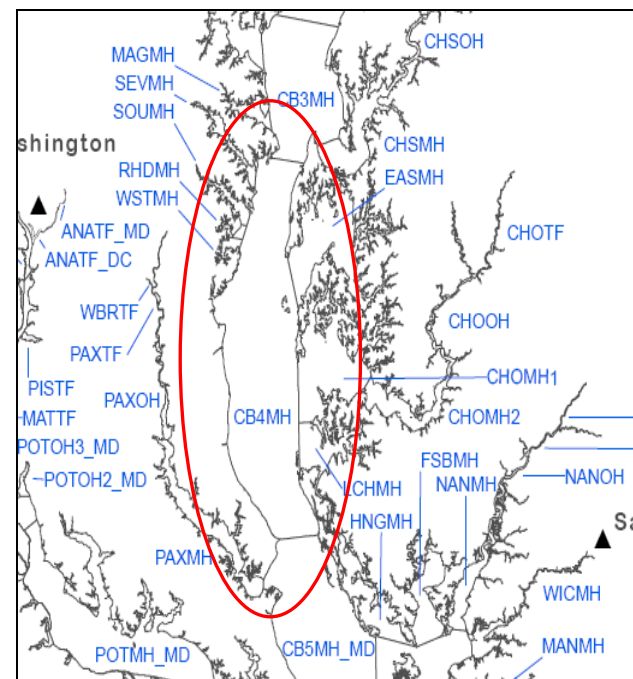 MAGMH
CHSOH
SEVMH
CB3MH
SOUMH
shington
CHSMH
RHDMH
EASMH
WSTMH
ANATF_MD
CHOTF
ANATF_DC
WBRTF
CHOOH
PAXTF
PISTF
CHOMH1
PAXOH
CB4MH
MATTF
CHOMH2
POTOH3_MD
FSBMH
POTOH2_MD
LCHMH
NANMH
NANOH
HNGMH
Sa
PAXMH
WICMH
POTMH_MD
CB5MH_MD
MANMH